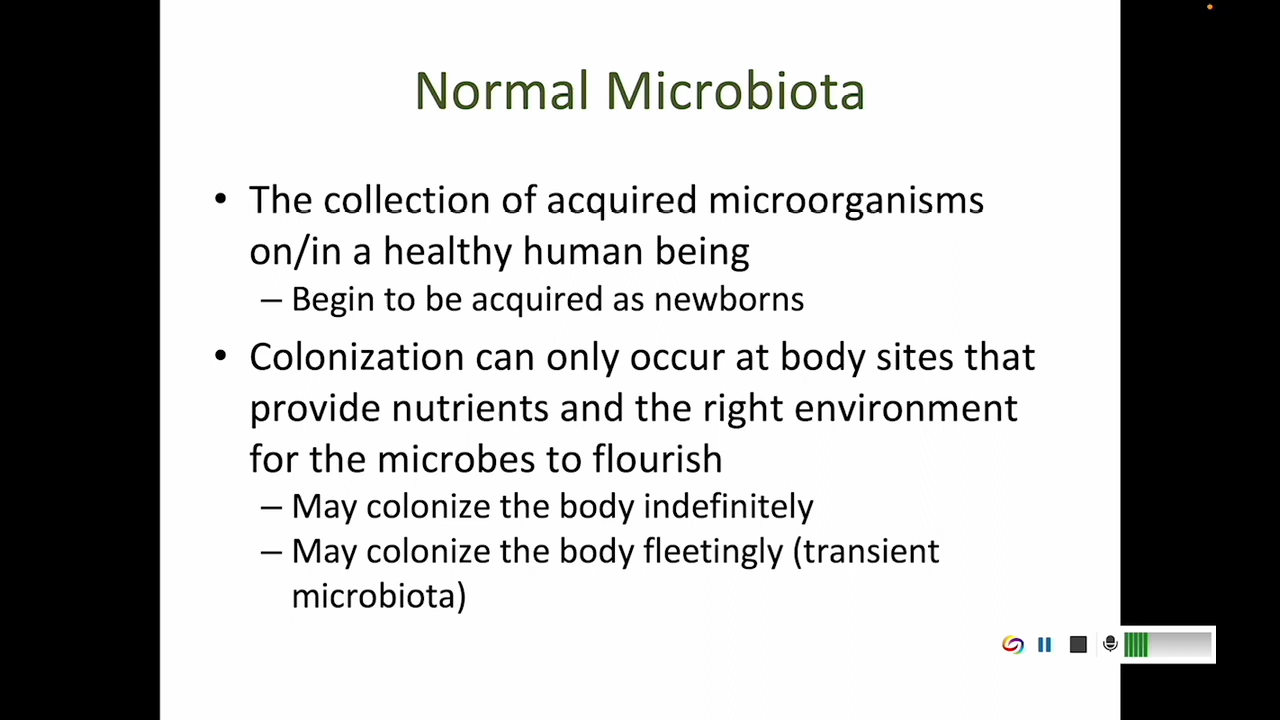 Normal Microbiota
• The collection of acquired microorganisms
on/in a healthy human being
– Begin to be acquired as newborns
• Colonization can only occur at body sites that
provide nutrients and the right environment
for the microbes to flourish
– May colonize the body indefinitely
– May colonize the body fleetingly (transient
microbiota)